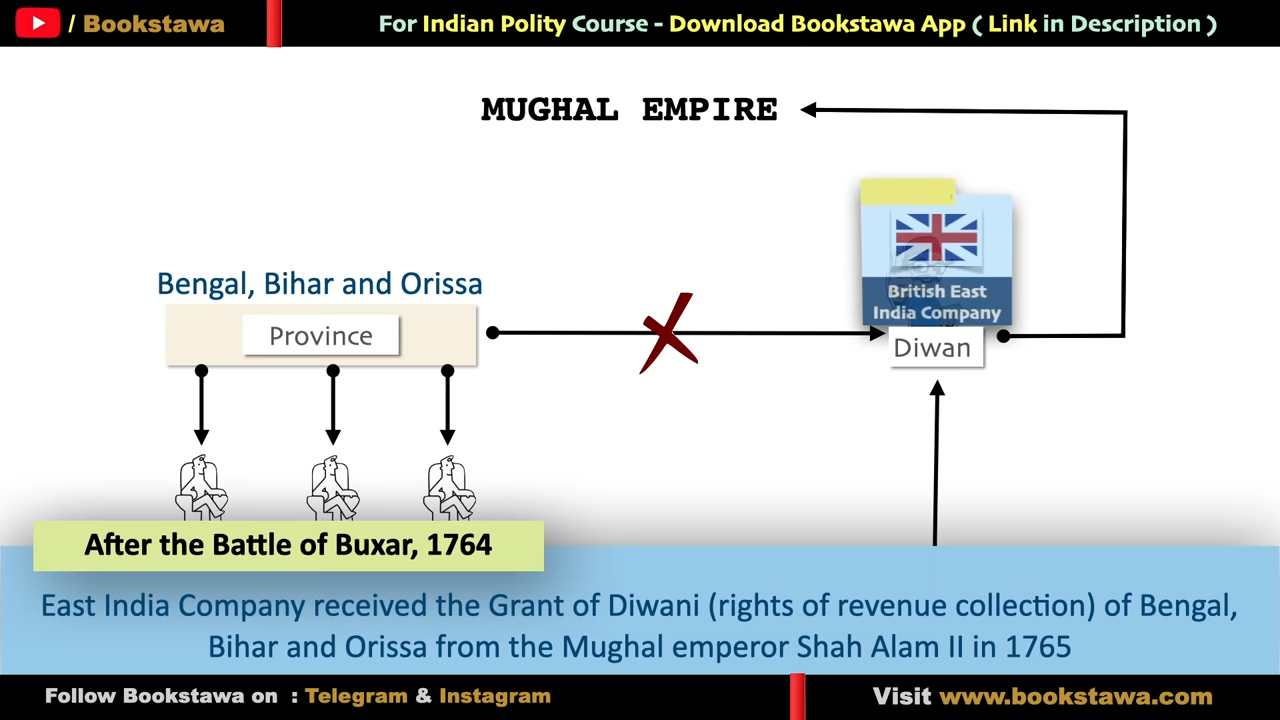 / Bookstawa
For Indian Polity Course - Download Bookstawa App ( Link in Description )
MUGHAL EMPIRE
British East
India Company
Diwan
Bengal, Bihar and Orissa
Province
After the Battle of Buxar, 1764
East India Company received the Grant of Diwani (rights of revenue collection) of Bengal,
Bihar and Orissa from the Mughal emperor Shah Alam II in 1765
Follow Bookstawa on : Telegram & Instagram
Visit www.bookstawa.com